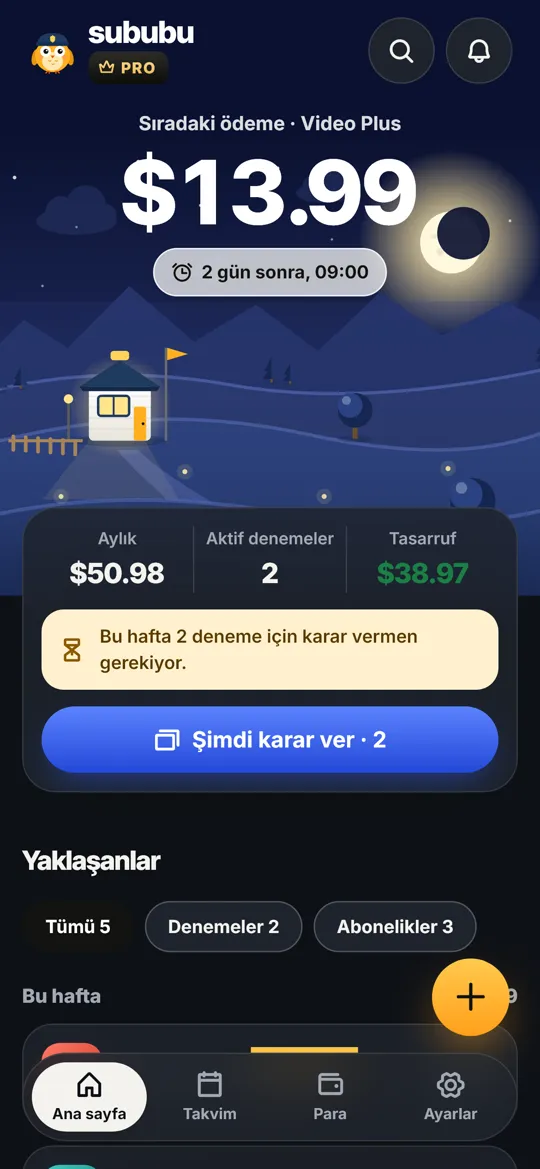 sububu
PRO
Sıradaki ödeme · Video Plus
$13.99
2 gün sonra, 09:00
Aylık
$50.98
Aktif denemeler
2
Tasarruf
$38.97
Bu hafta 2 deneme için karar vermen
gerekiyor.
Şimdi karar ver · 2
Yaklaşanlar
Tümü 5
Denemeler 2
Abonelikler 3
Bu hafta
Ana sayfa
Takvim
Para
Ayarlar